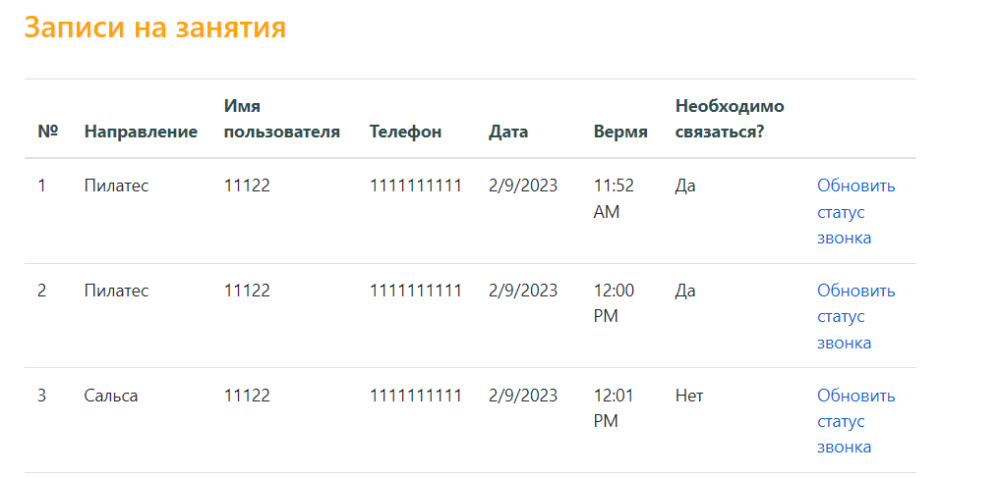 Записи на занятия
№ Направление Имя пользователя Телефон Дата Вермя Необходимо связаться?
1 Пилатес 11122 1111111111 2/9/2023 11:52 AM Да Обновить статус звонка
2 Пилатес 11122 1111111111 2/9/2023 12:00 PM Да Обновить статус звонка
3 Сальса 11122 1111111111 2/9/2023 12:01 PM Нет Обновить статус звонка